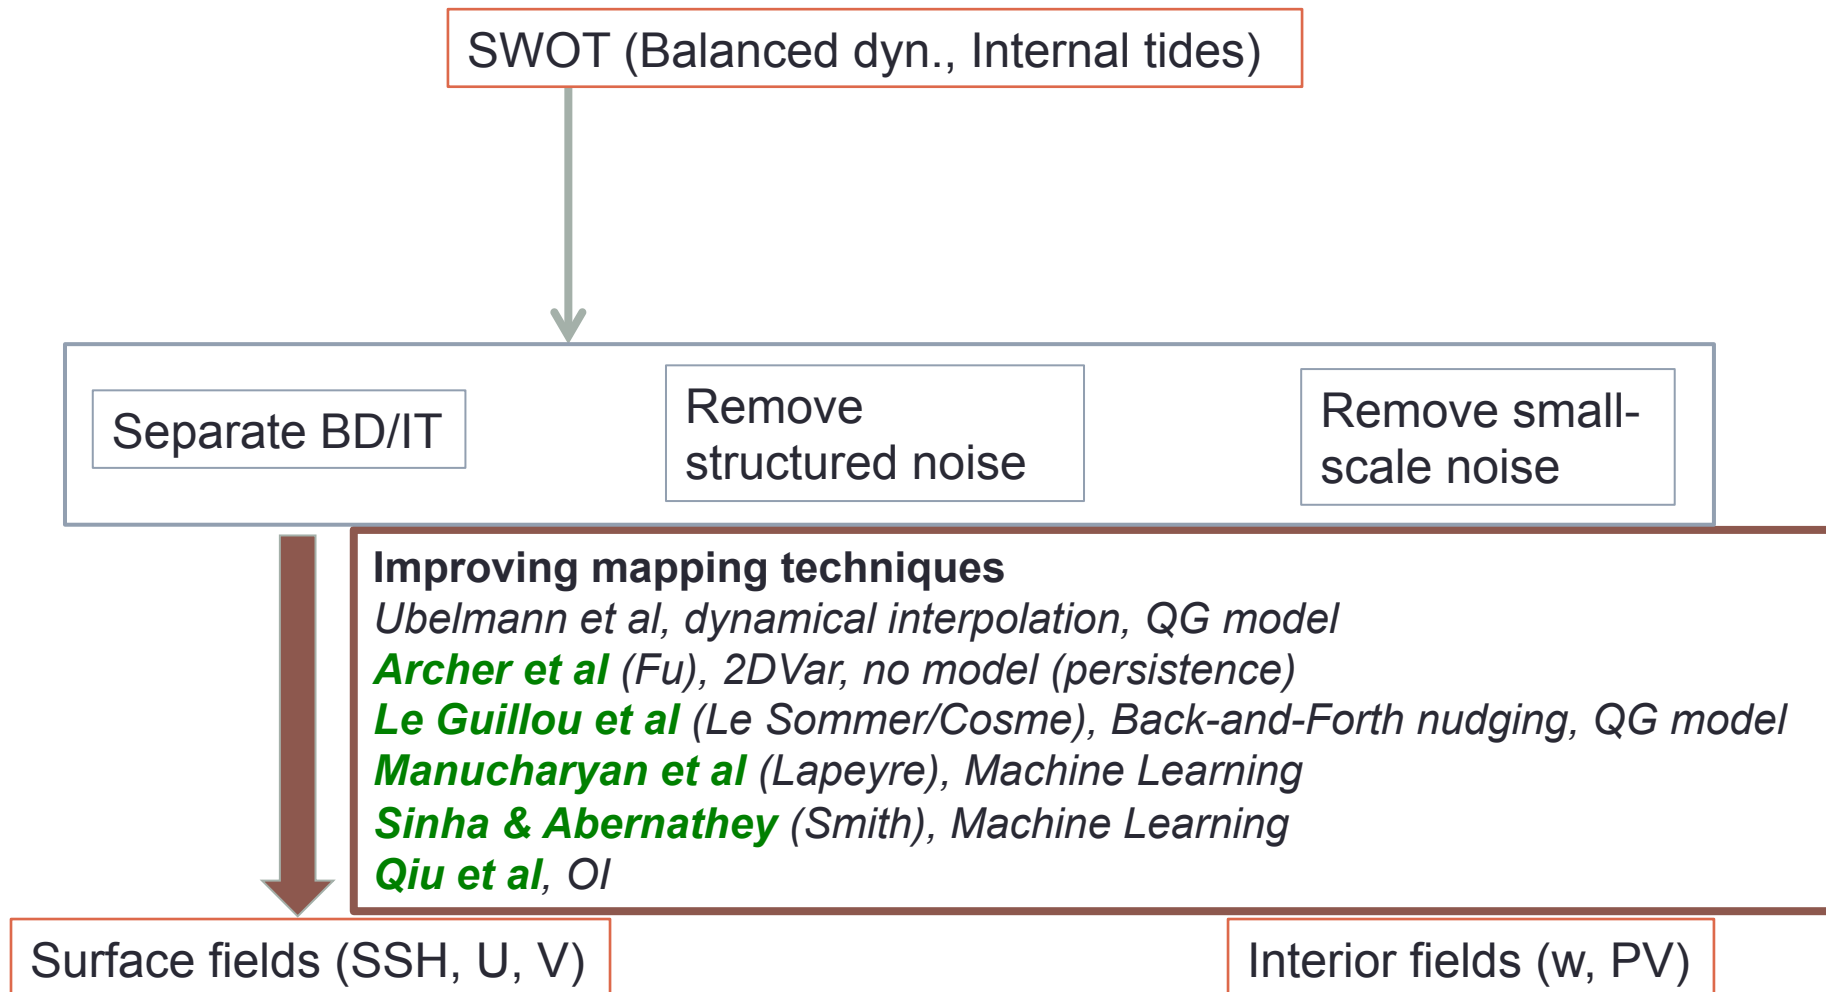 SWOT (Balanced dyn., Internal tides)
Separate BD/IT
Remove
structured noise
Remove small-
scale noise
Improving mapping techniques
Ubelmann et al, dynamical interpolation, QG model
Archer et al (Fu), 2DVar, no model (persistence)
Le Guillou et al (Le Sommer/Cosme), Back-and-Forth nudging, QG model
Manucharyan et al (Lapeyre), Machine Learning
Sinha & Abernathey (Smith), Machine Learning
Qiu et al, OI
Surface fields (SSH, U, V)
Interior fields (w, PV)